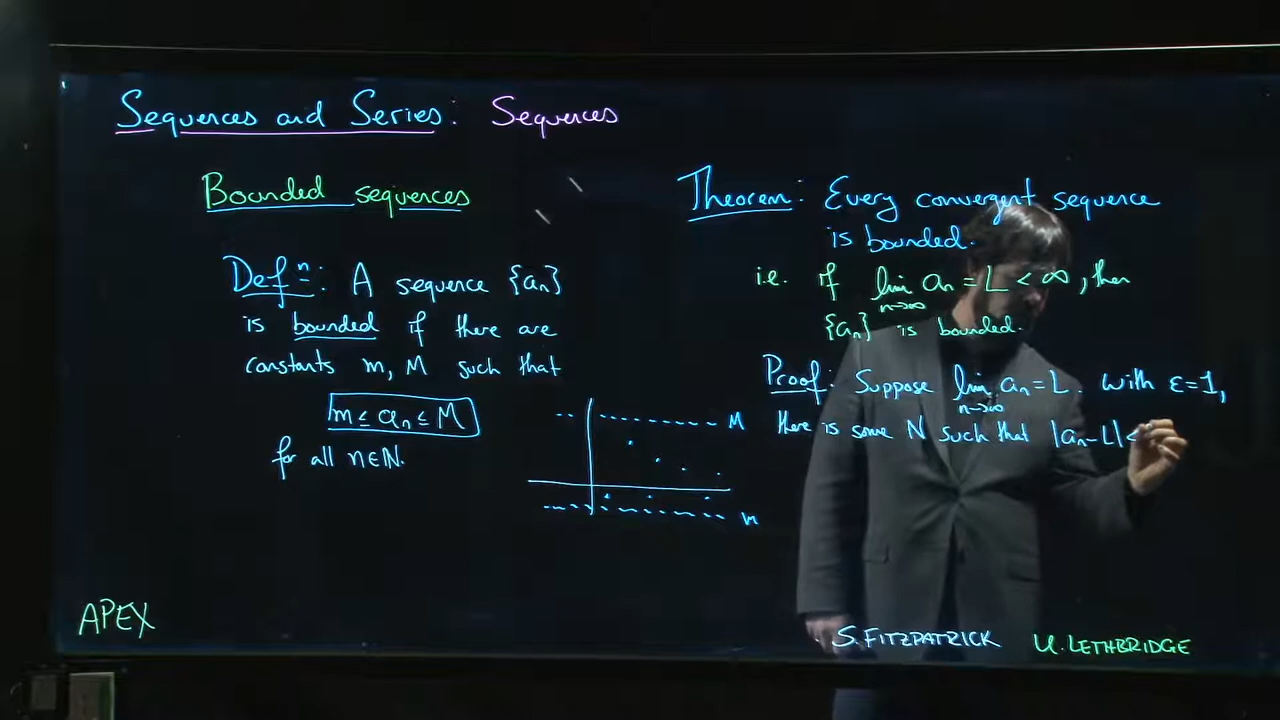 Sequences and Series: Sequences
Bounded sequences
Defⁿ: A sequence {aₙ}
is bounded if there are
constants m, M such that
m ≤ aₙ ≤ M
for all n∈ℕ.
M
m
Theorem: Every convergent sequence
is bounded.
i.e. if lim n→∞ aₙ = L < ∞, then
{aₙ} is bounded.
Proof: Suppose lim n→∞ aₙ = L. With ε=1,
there is some N such that |aₙ - L| <
APEX
S. FITZPATRICK U. LETHBRIDGE